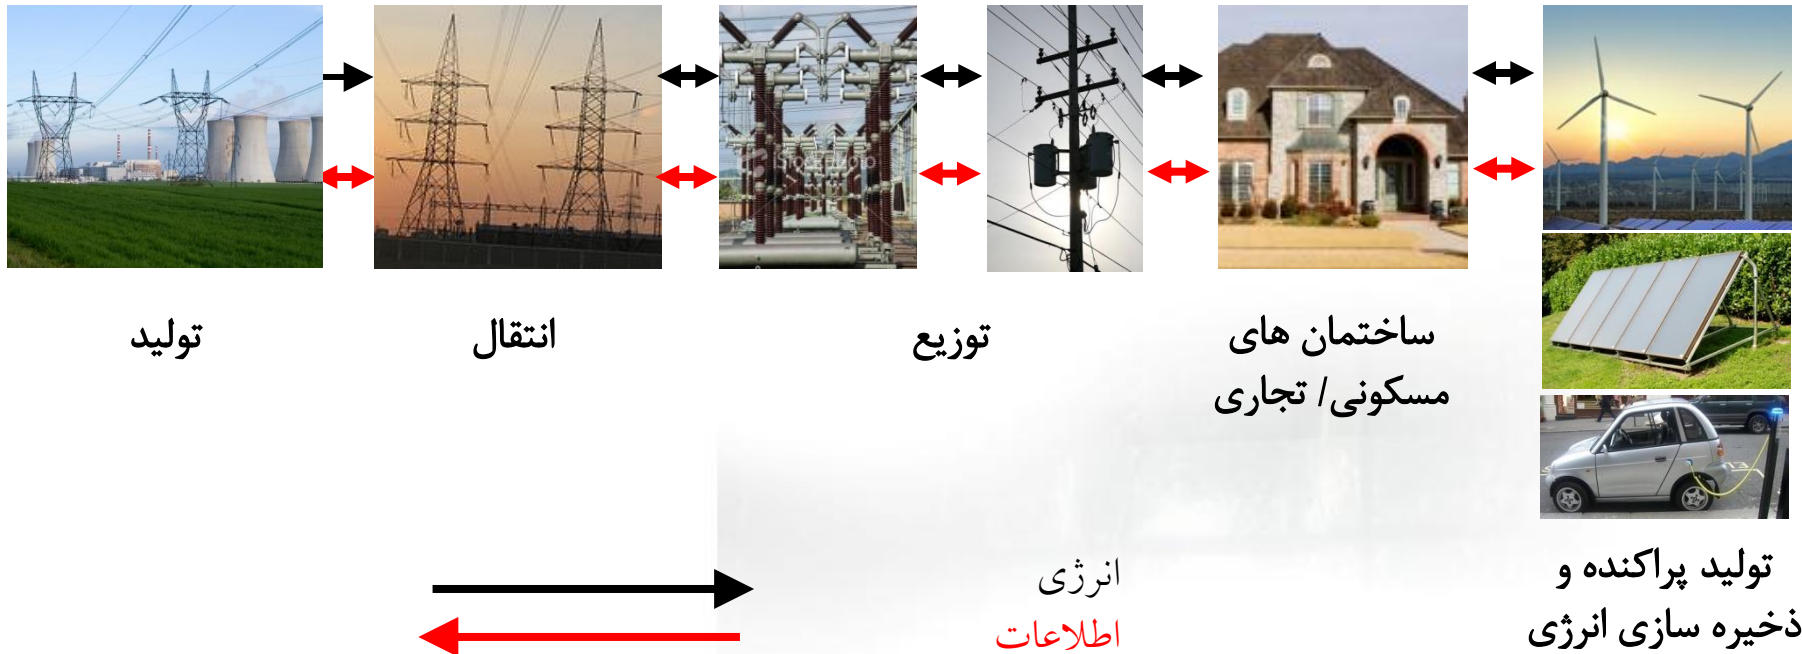 تولید
انتقال
توزیع
ساختمان های
مسکونی/ تجاری
تولید پراکنده و
ذخیره سازی انرژی
انرژی
اطلاعات